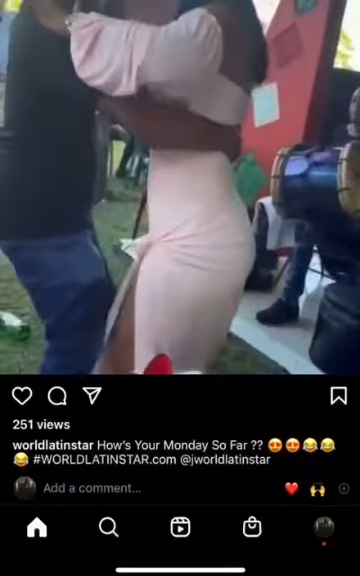 251 views
worldlatinstar How's Your Monday So Far ?? 😍😍😂😂
😂 #WORLDLATINSTAR.com @jworldlatinstar
Add a comment...